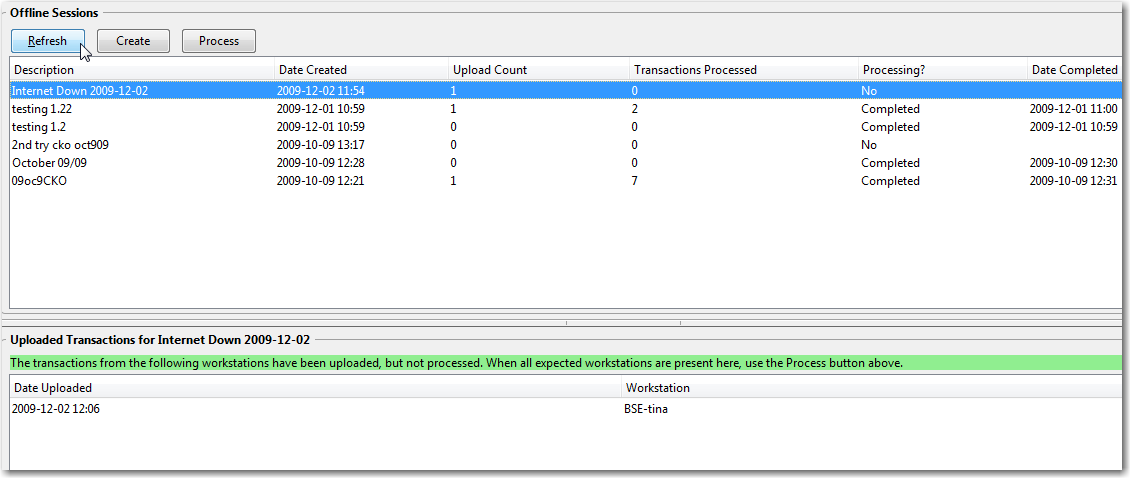 Offline Sessions
Refresh Create Process
Description Date Created Upload Count Transactions Processed Processing? Date Completed
Internet Down 2009-12-02 2009-12-02 11:54 1 0 No
testing 1.22 2009-12-01 10:59 1 2 Completed 2009-12-01 11:00
testing 1.2 2009-12-01 10:59 0 0 Completed 2009-12-01 10:59
2nd try cko oct909 2009-10-09 13:17 0 0 No
October 09/09 2009-10-09 12:28 0 0 Completed 2009-10-09 12:30
09oc9CKO 2009-10-09 12:21 1 7 Completed 2009-10-09 12:31
Uploaded Transactions for Internet Down 2009-12-02
The transactions from the following workstations have been uploaded, but not processed. When all expected workstations are present here, use the Process button above.
Date Uploaded Workstation
2009-12-02 12:06 BSE-tina